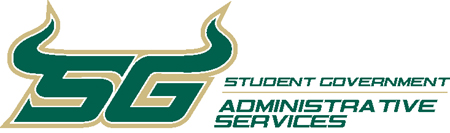 SG
STUDENT GOVERNMENT
ADMINISTRATIVE
SERVICES